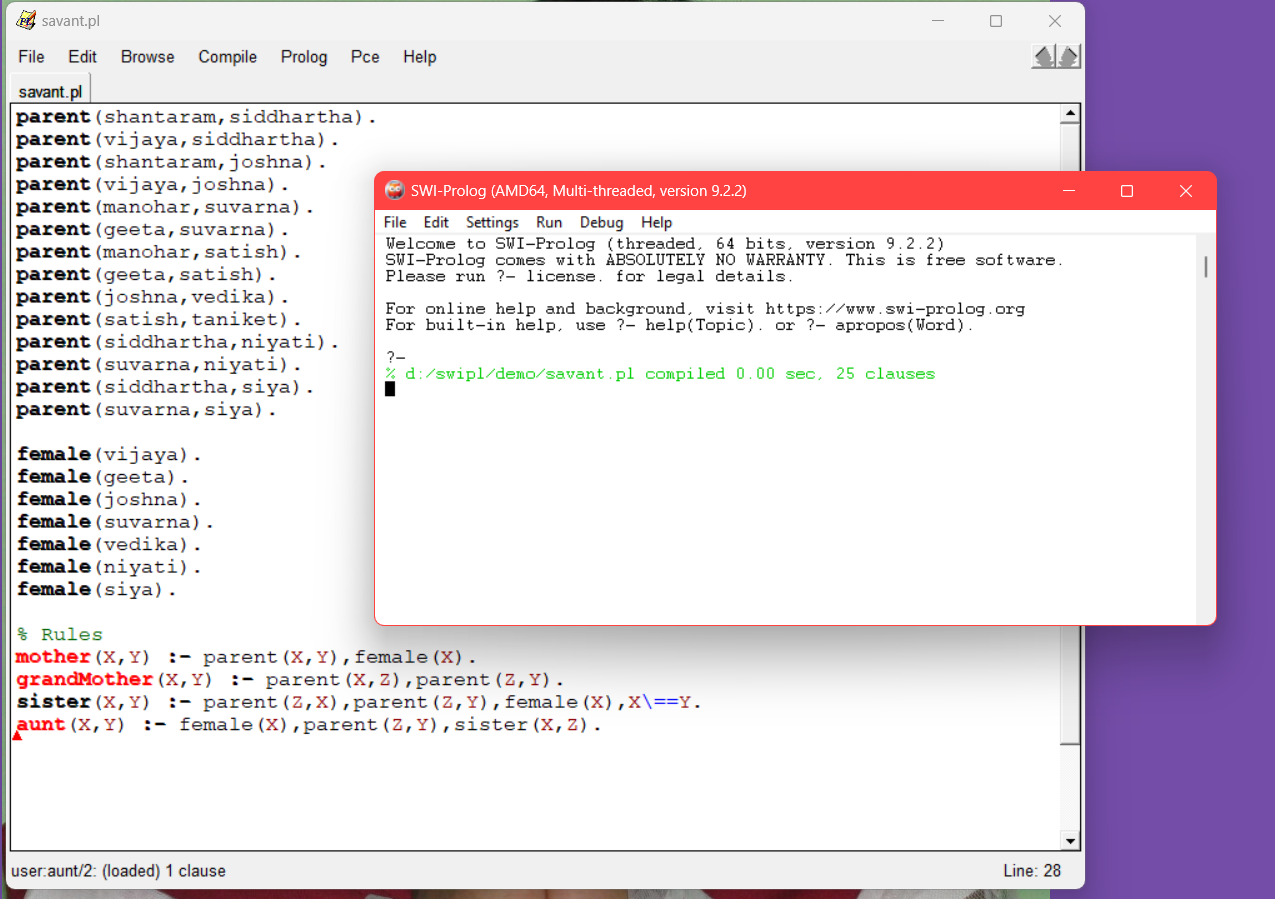 savant.pl
File Edit Browse Compile Prolog Pce Help
savant.pl
parent(shantaram,siddhartha).
parent(vijaya,siddhartha).
parent(shantaram,joshna).
parent(vijaya,joshna).
parent(manohar,suvarna).
parent(geeta,suvarna).
parent(manohar,satish).
parent(geeta,satish).
parent(joshna,vedika).
parent(satish,taniket).
parent(siddhartha,niyati).
parent(suvarna,niyati).
parent(siddhartha,siya).
parent(suvarna,siya).
female(vijaya).
female(geeta).
female(joshna).
female(suvarna).
female(vedika).
female(niyati).
female(siya).
% Rules
mother(X,Y) :- parent(X,Y),female(X).
grandMother(X,Y) :- parent(X,Z),parent(Z,Y).
sister(X,Y) :- parent(Z,X),parent(Z,Y),female(X),X\==Y.
aunt(X,Y) :- female(X),parent(Z,Y),sister(X,Z).
user:aunt/2: (loaded) 1 clause
Line: 28
SWI-Prolog (AMD64, Multi-threaded, version 9.2.2)
File Edit Settings Run Debug Help
Welcome to SWI-Prolog (threaded, 64 bits, version 9.2.2)
SWI-Prolog comes with ABSOLUTELY NO WARRANTY. This is free software.
Please run ?- license. for legal details.
For online help and background, visit https://www.swi-prolog.org
For built-in help, use ?- help(Topic). or ?- apropos(Word).
?-
% d:/swipl/demo/savant.pl compiled 0.00 sec, 25 clauses